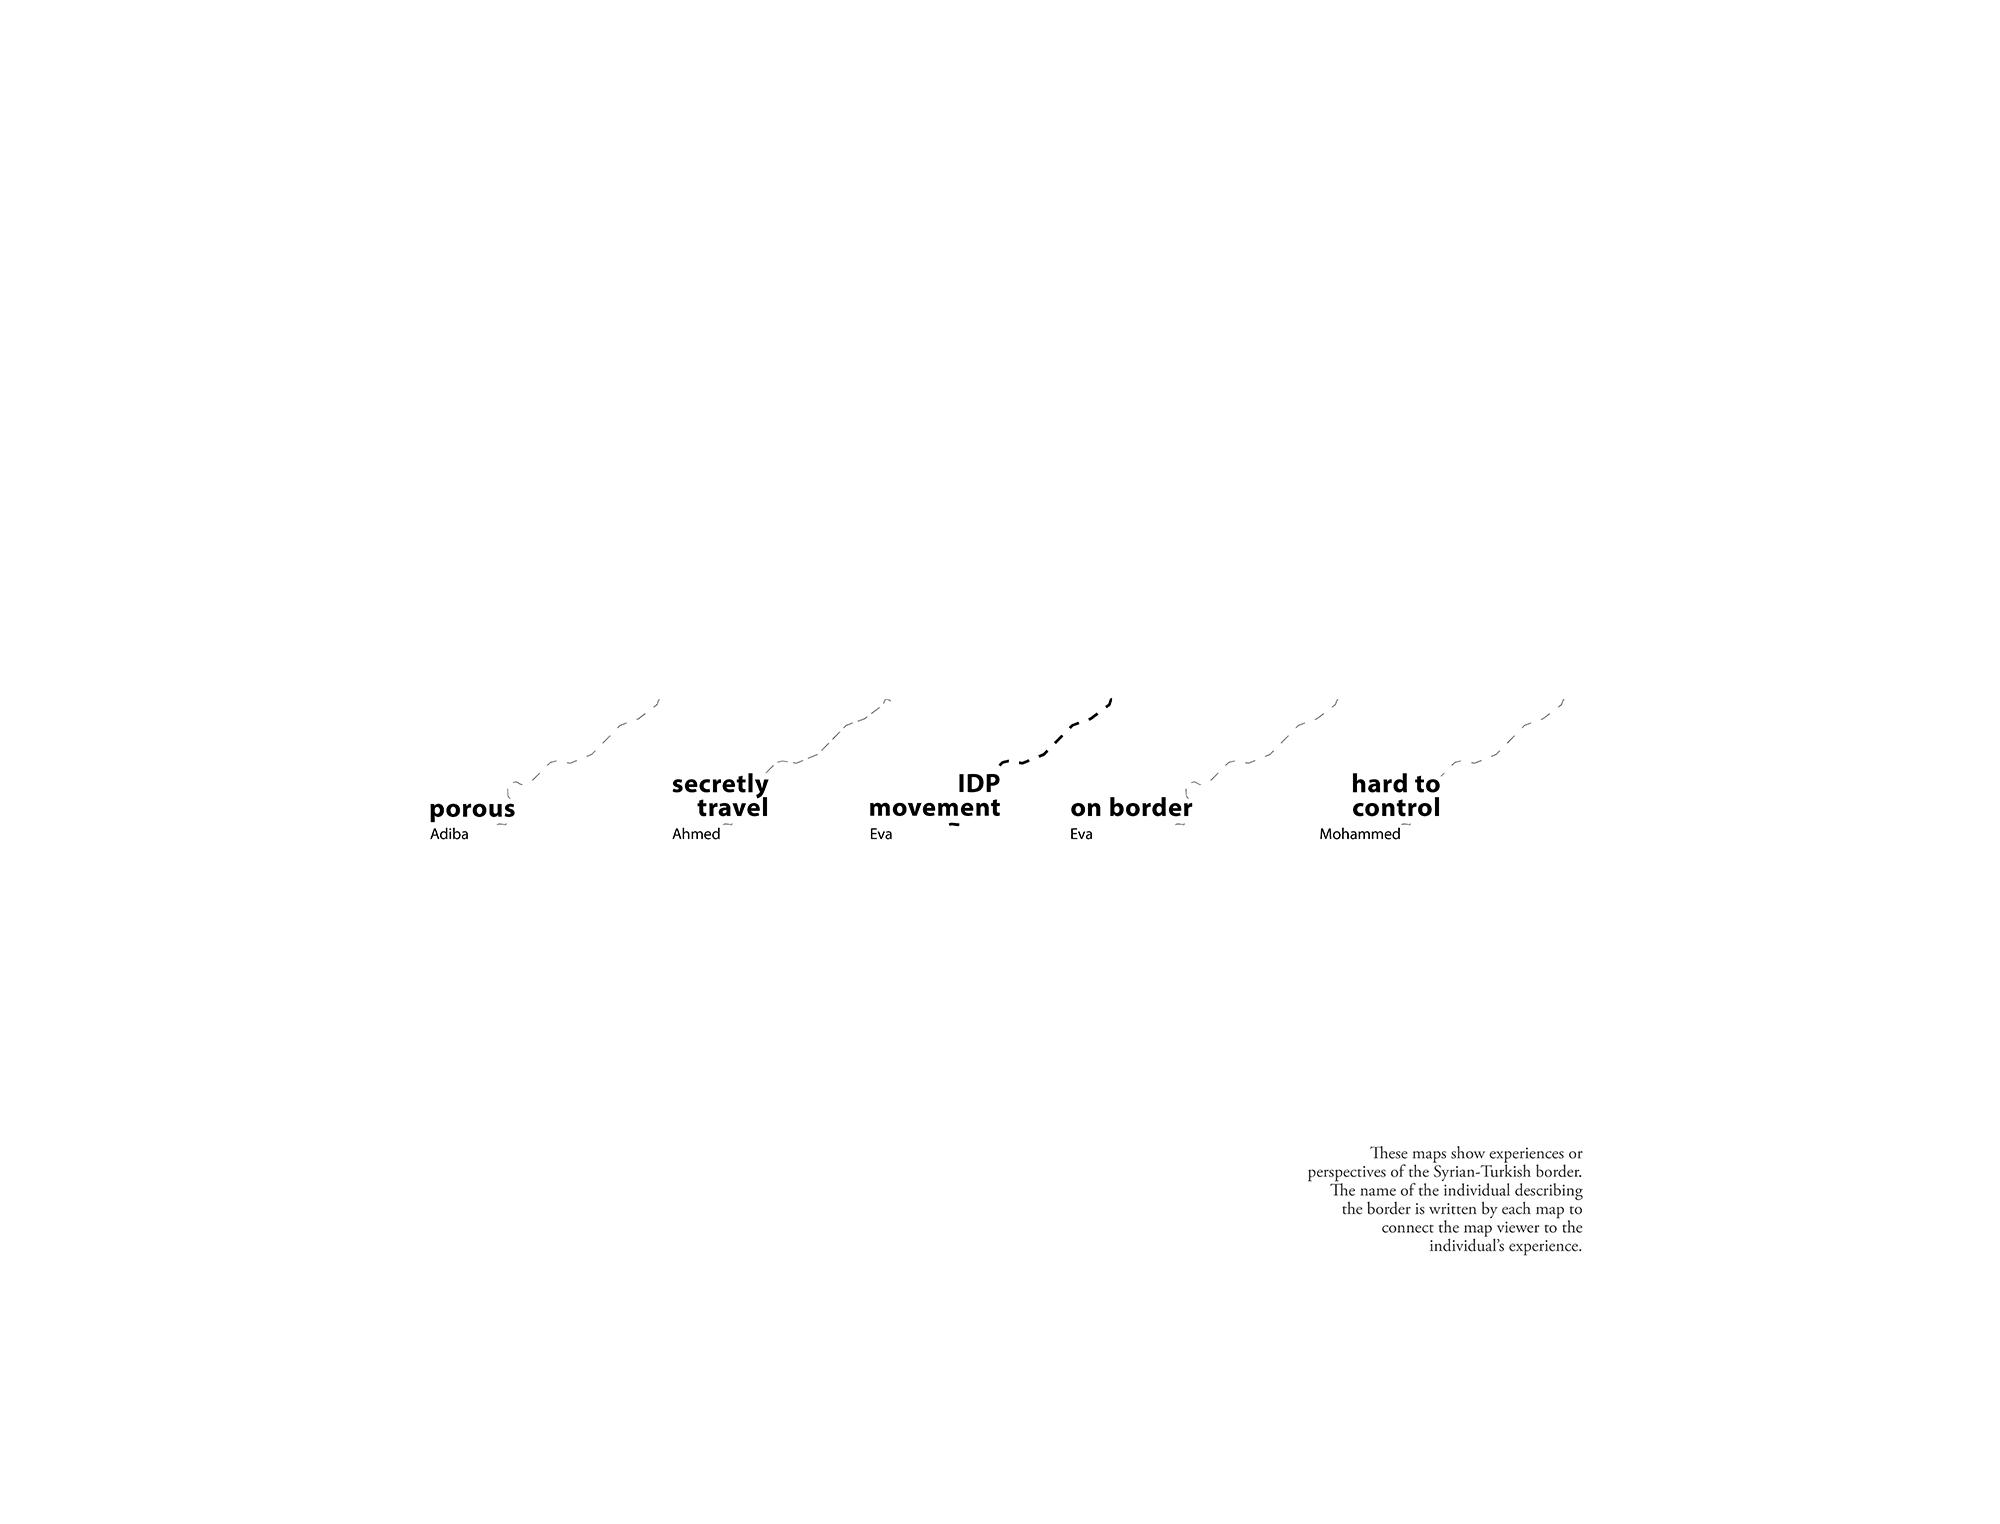 porous
Adiba
secretly
travel
Ahmed
IDP
movement
Eva
on border
Eva
hard to
control
Mohammed
These maps show experiences or
perspectives of the Syrian-Turkish border.
The name of the individual describing
the border is written by each map to
connect the map viewer to the
individual’s experience.